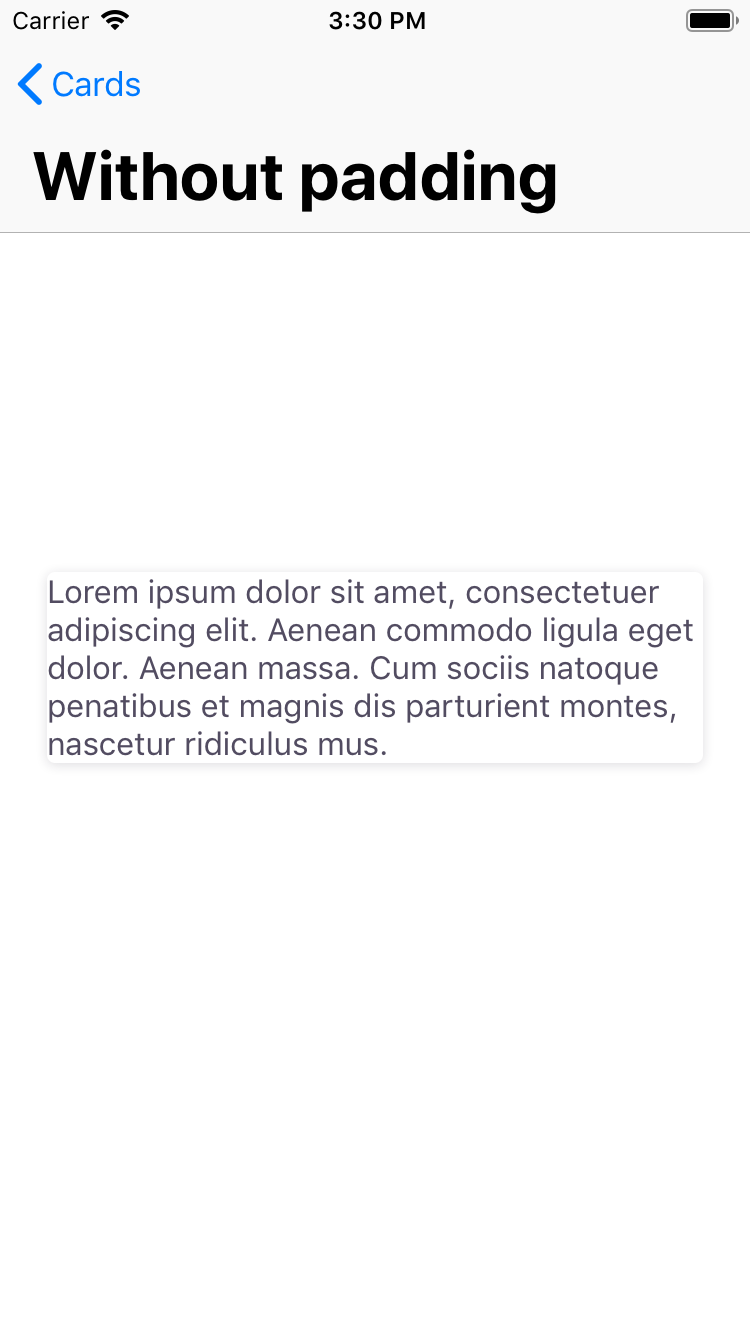 Carrier 3:30 PM
Cards
Without padding
Lorem ipsum dolor sit amet, consectetuer
adipiscing elit. Aenean commodo ligula eget
dolor. Aenean massa. Cum sociis natoque
penatibus et magnis dis parturient montes,
nascetur ridiculus mus.